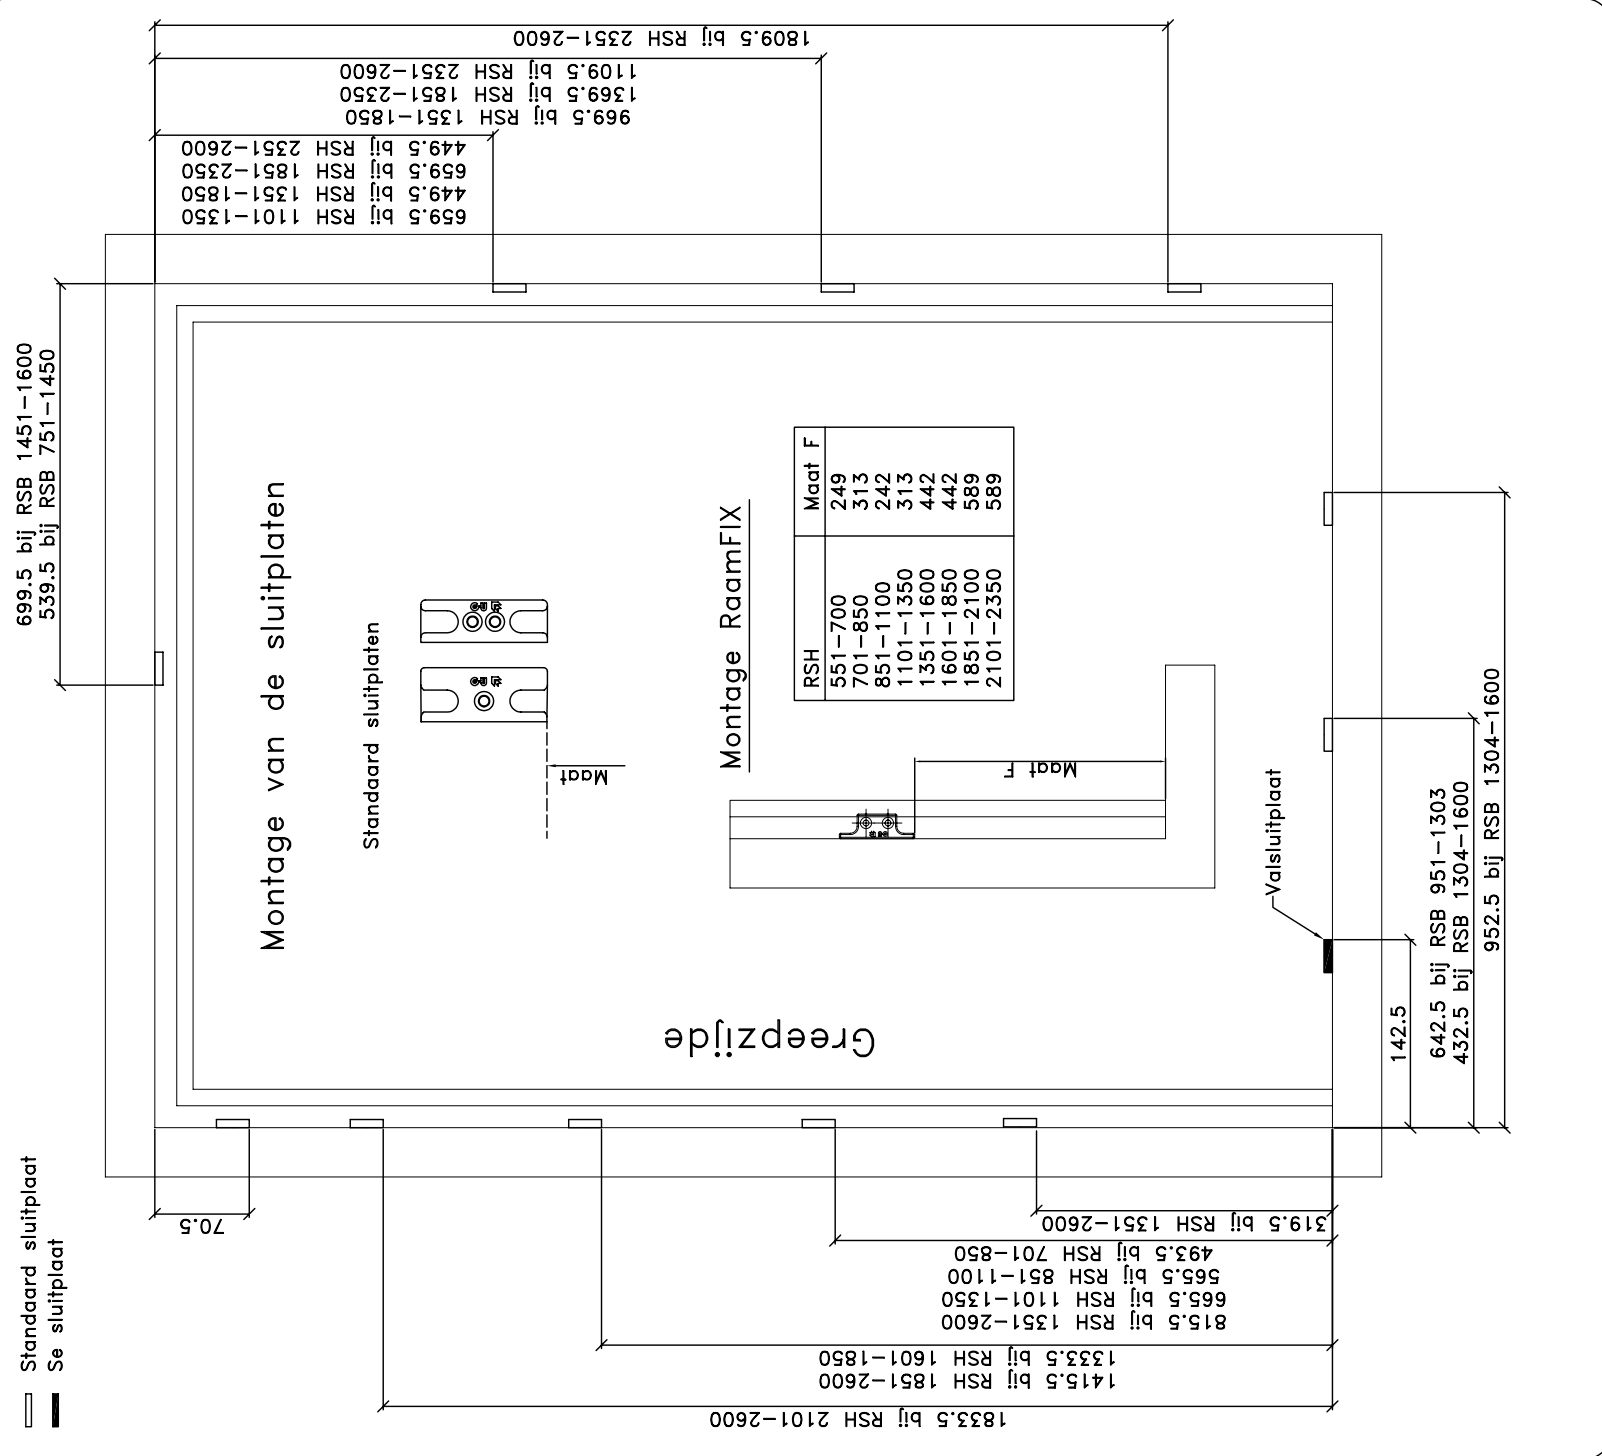 1809.5 bij RSH 2351-2600
1109.5 bij RSH 2351-2600
1369.5 bij RSH 1851-2350
969.5 bij RSH 1351-1850
449.5 bij RSH 2351-2600
659.5 bij RSH 1851-2350
449.5 bij RSH 1351-1850
659.5 bij RSH 1101-1350
699.5 bij RSB 1451-1600
539.5 bij RSB 751-1450
Montage van de sluitplaten
Standaard sluitplaten
Maat
Montage RaamFIX
RSH Maat F
551-700 249
701-850 313
851-1100 242
1101-1350 313
1351-1600 442
1601-1850 442
1851-2100 589
2101-2350 589
Maat F
Valsluitplaat
Greepzijde
142.5
642.5 bij RSB 951-1303
432.5 bij RSB 1304-1600
952.5 bij RSB 1304-1600
70.5
319.5 bij RSH 1351-2600
493.5 bij RSH 701-850
565.5 bij RSH 851-1100
665.5 bij RSH 1101-1350
815.5 bij RSH 1351-2600
1333.5 bij RSH 1601-1850
1415.5 bij RSH 1851-2600
1833.5 bij RSH 2101-2600
Standaard sluitplaat
Se sluitplaat